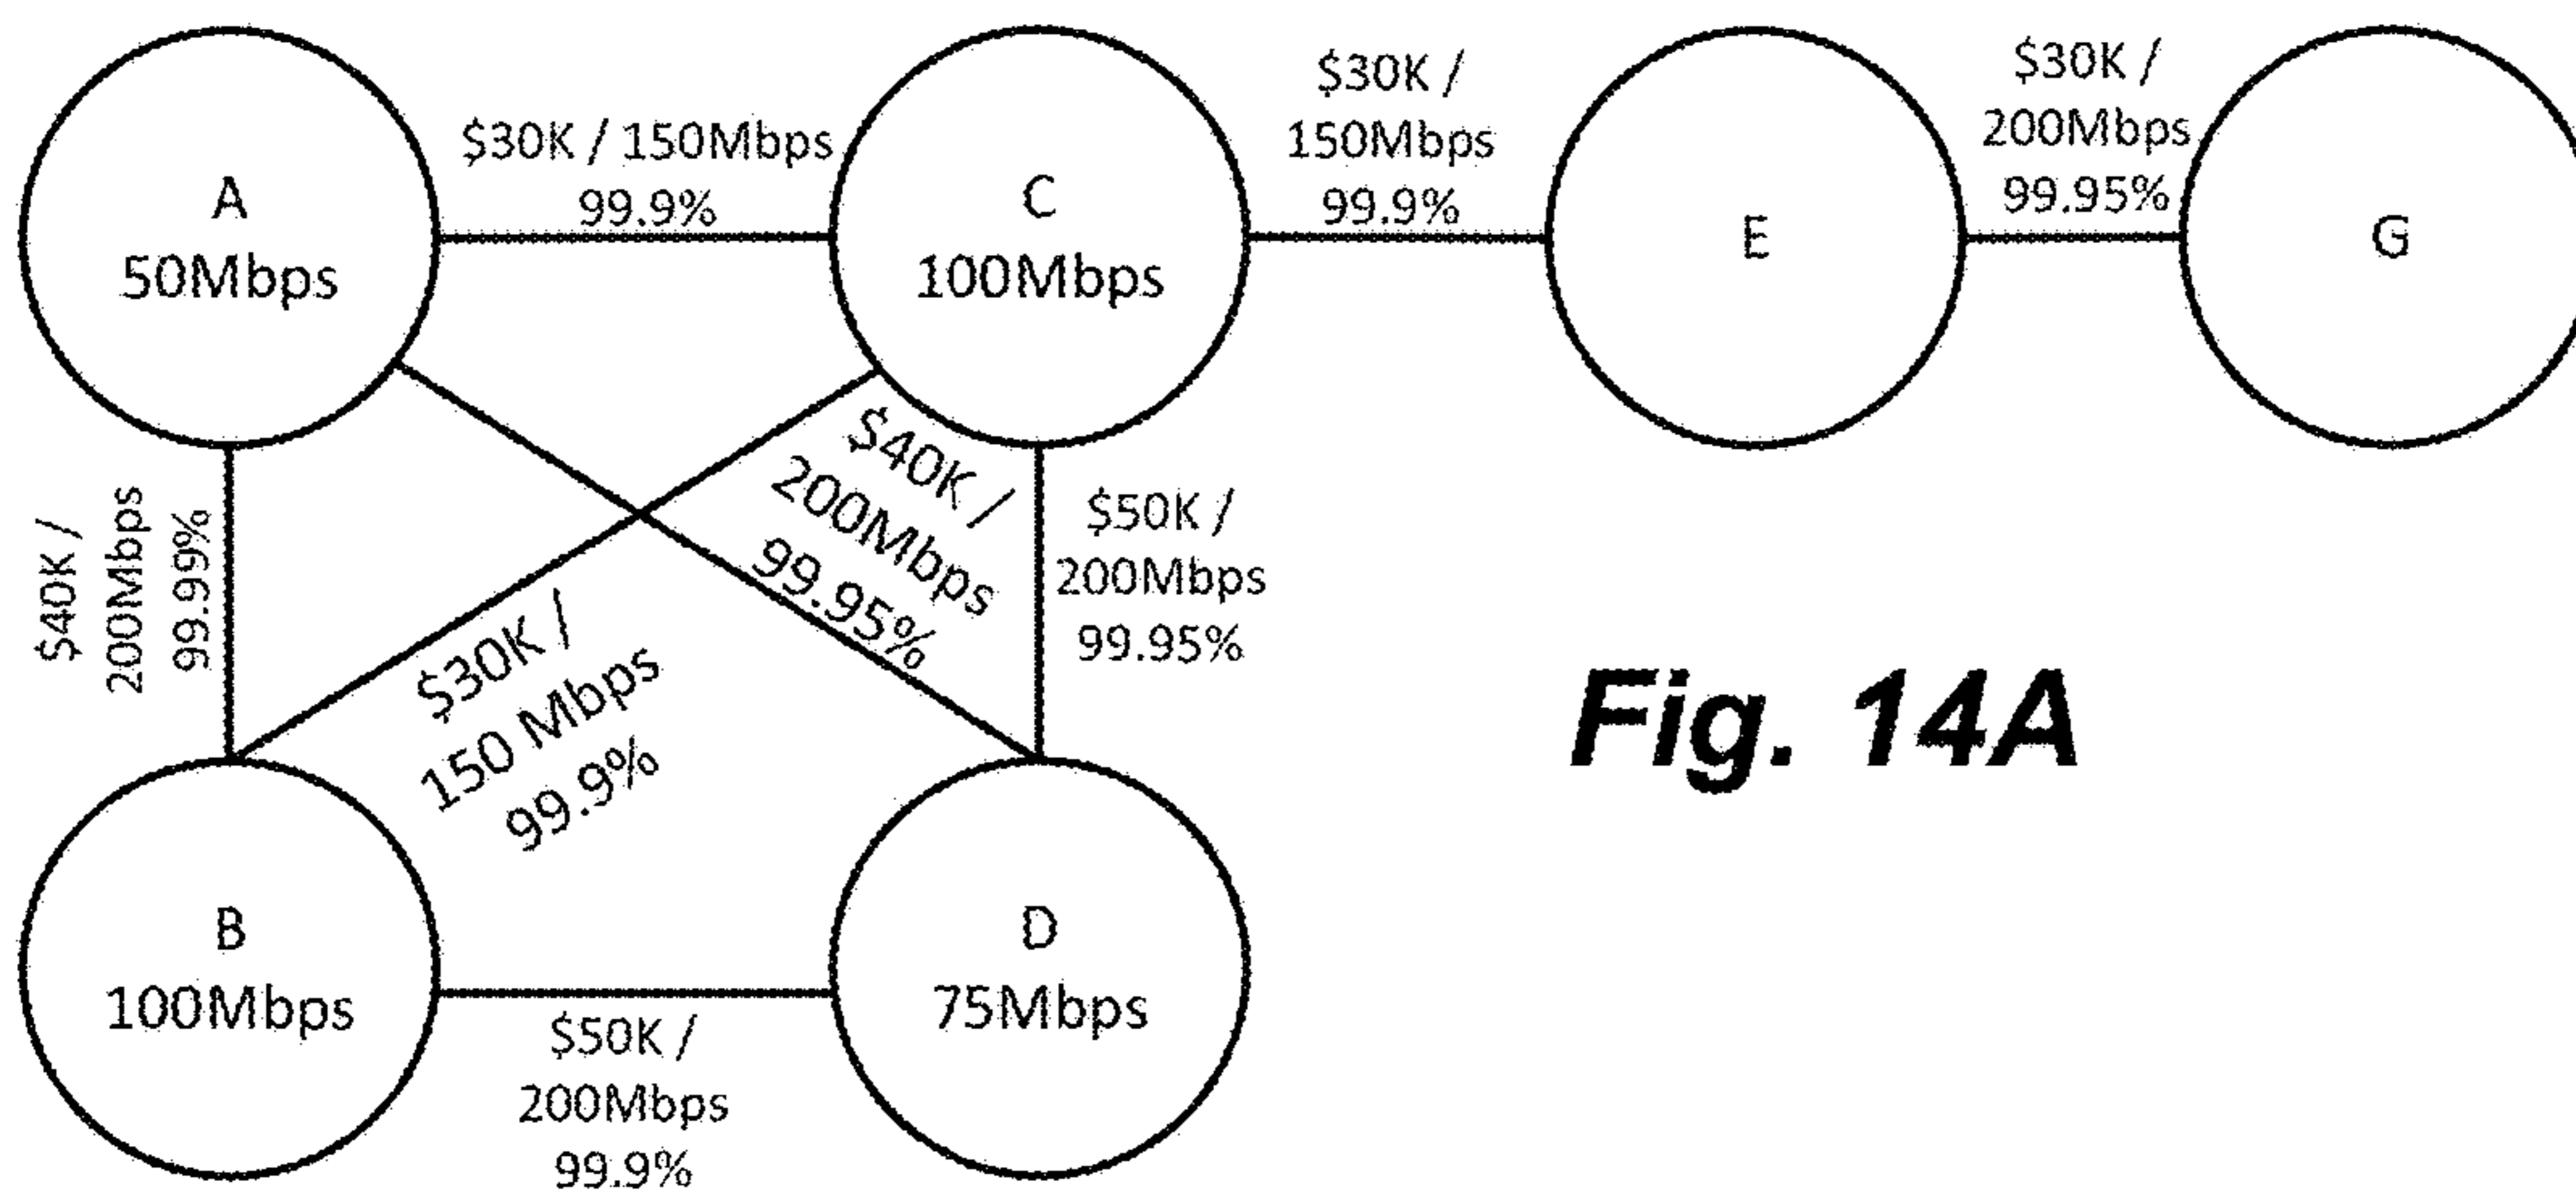 A
50Mbps
$30K / 150Mbps
99.9%
C
100Mbps
$30K /
150Mbps
99.9%
E
$30K /
200Mbps
99.95%
G
$40K /
200Mbps
99.99%
$40K /
200Mbps
99.95%
$50K /
200Mbps
99.95%
$30K /
150 Mbps
99.9%
Fig. 14A
B
100Mbps
D
75Mbps
$50K /
200Mbps
99.9%